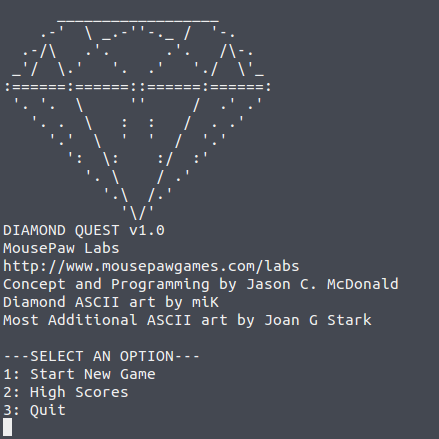 DIAMOND QUEST v1.0
MousePaw Labs
http://www.mousepawgames.com/labs
Concept and Programming by Jason C. McDonald
Diamond ASCII art by miK
Most Additional ASCII art by Joan G Stark
---SELECT AN OPTION---
1: Start New Game
2: High Scores
3: Quit